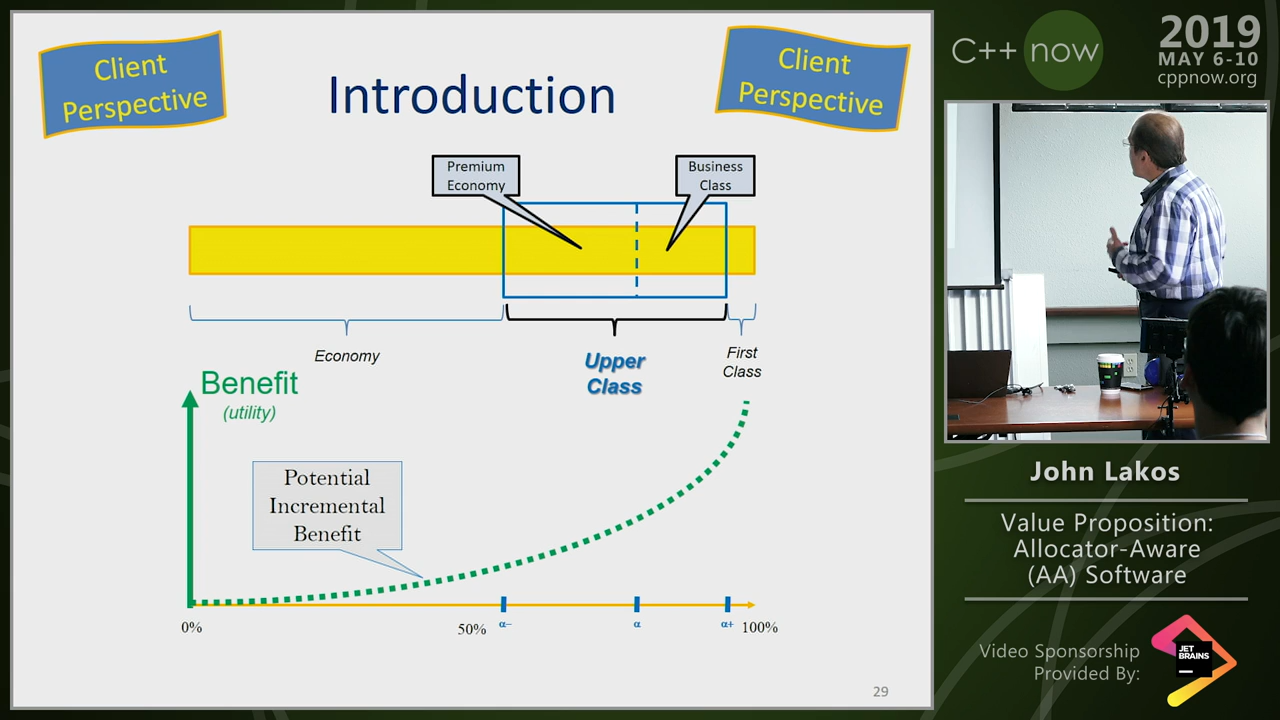 Client
Perspective
Introduction
Client
Perspective
Premium
Economy
Business
Class
Economy
Upper
Class
First
Class
Benefit
(utility)
Potential
Incremental
Benefit
0%
50%
α−
α
α+
100%
29
C++ now
2019
MAY 6-10
cppnow.org
John Lakos
Value Proposition:
Allocator-Aware
(AA) Software
Video Sponsorship
Provided By:
JET
BRAINS